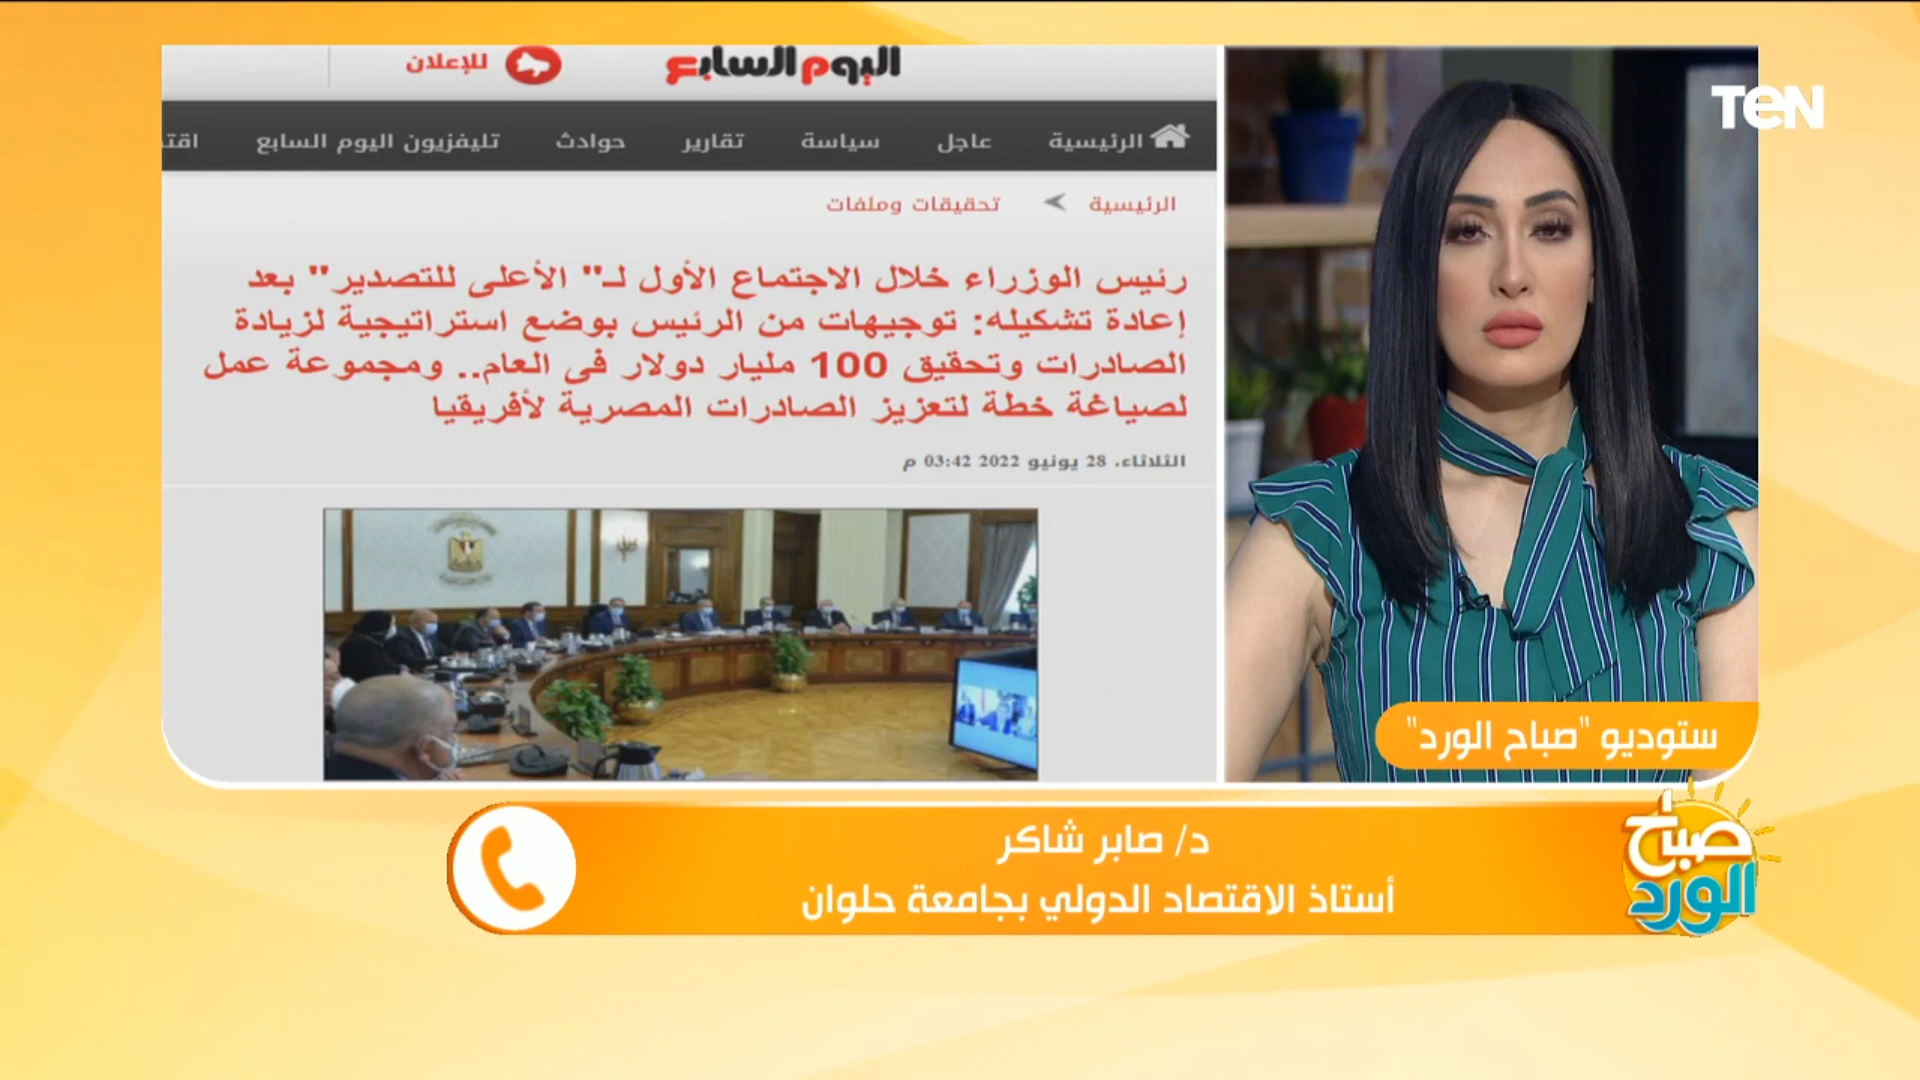 اليوم السابع
للإعلان
الرئيسية عاجل سياسة تقارير حوادث تليفزيون اليوم السابع
الرئيسية تحقيقات وملفات
رئيس الوزراء خلال الاجتماع الأول لـ" الأعلى للتصدير" بعد
إعادة تشكيله: توجيهات من الرئيس بوضع استراتيجية لزيادة
الصادرات وتحقيق 100 مليار دولار فى العام.. ومجموعة عمل
لصياغة خطة لتعزيز الصادرات المصرية لأفريقيا
الثلاثاء، 28 يونيو 2022 03:42 م
TeN
ستوديو "صباح الورد"
د/ صابر شاكر
أستاذ الاقتصاد الدولي بجامعة حلوان
صباح
الورد